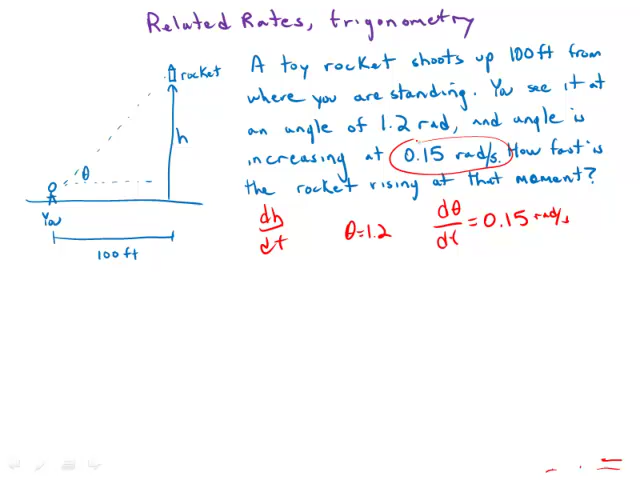 Related Rates, trigonometry
A toy rocket shoots up 100ft from
where you are standing. You see it at
an angle of 1.2 rad, and angle is
increasing at 0.15 rad/s. How fast is
the rocket rising at that moment?
rocket
h
θ
You
100 ft
dh/dt θ=1.2 dθ/dt = 0.15 rad/s